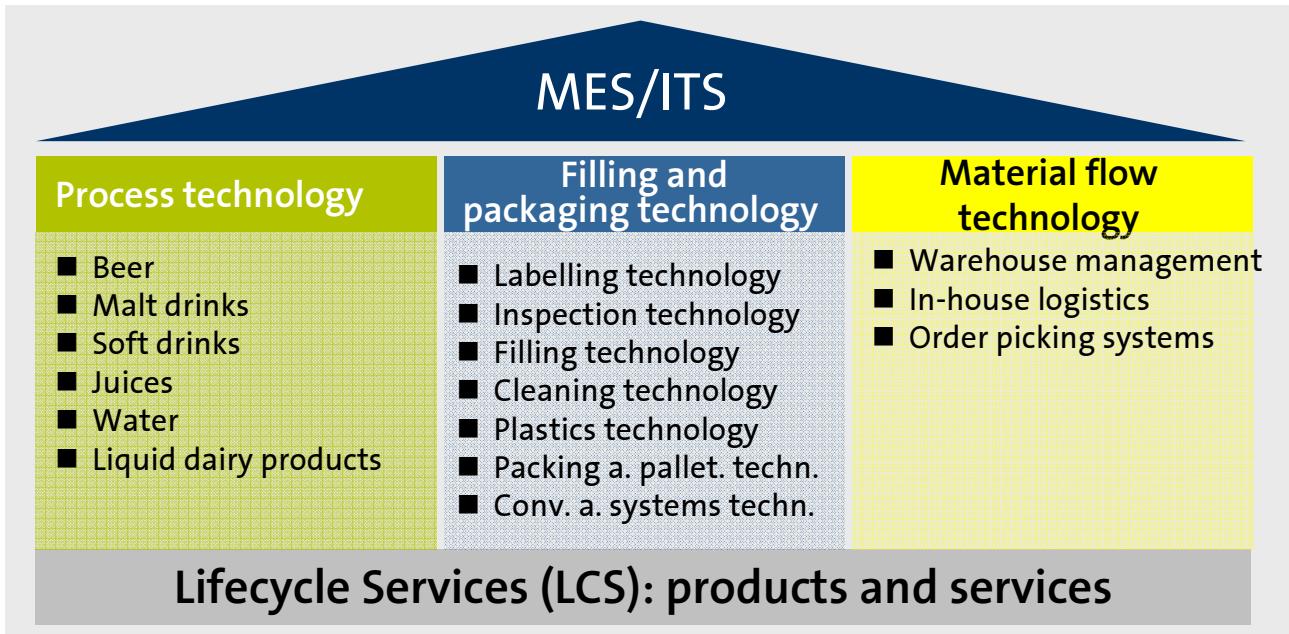 MES/ITS
Process technology
■ Beer
■ Malt drinks
■ Soft drinks
■ Juices
■ Water
■ Liquid dairy products
Filling and
packaging technology
■ Labelling technology
■ Inspection technology
■ Filling technology
■ Cleaning technology
■ Plastics technology
■ Packing a. pallet. techn.
■ Conv. a. systems techn.
Material flow
technology
■ Warehouse management
■ In-house logistics
■ Order picking systems
Lifecycle Services (LCS): products and services